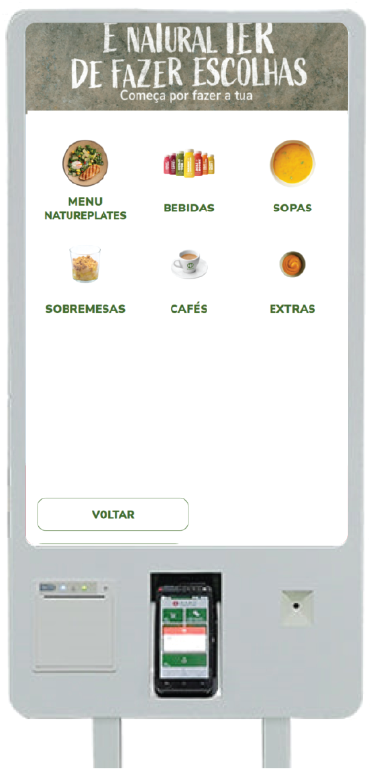 É NATURAL TER
DE FAZER ESCOLHAS
Começa por fazer a tua
MENU
NATUREPLATES
BEBIDAS
SOPAS
SOBREMESAS
CAFÉS
EXTRAS
VOLTAR